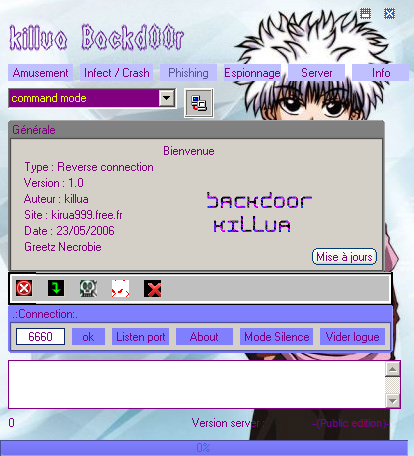 killua Backd00r
Amusement Infect / Crash Phishing Espionnage Server Info
command mode
Générale
Bienvenue
Type : Reverse connection
Version : 1.0
Auteur : killua
Site : kirua999.free.fr
Date : 23/05/2006
Greetz Necrobie
backdoor
killua
Mise à jours
.:Connection:.
6660 ok Listen port About Mode Silence Vider logue
0 Version server : -(Public edition)-
0%